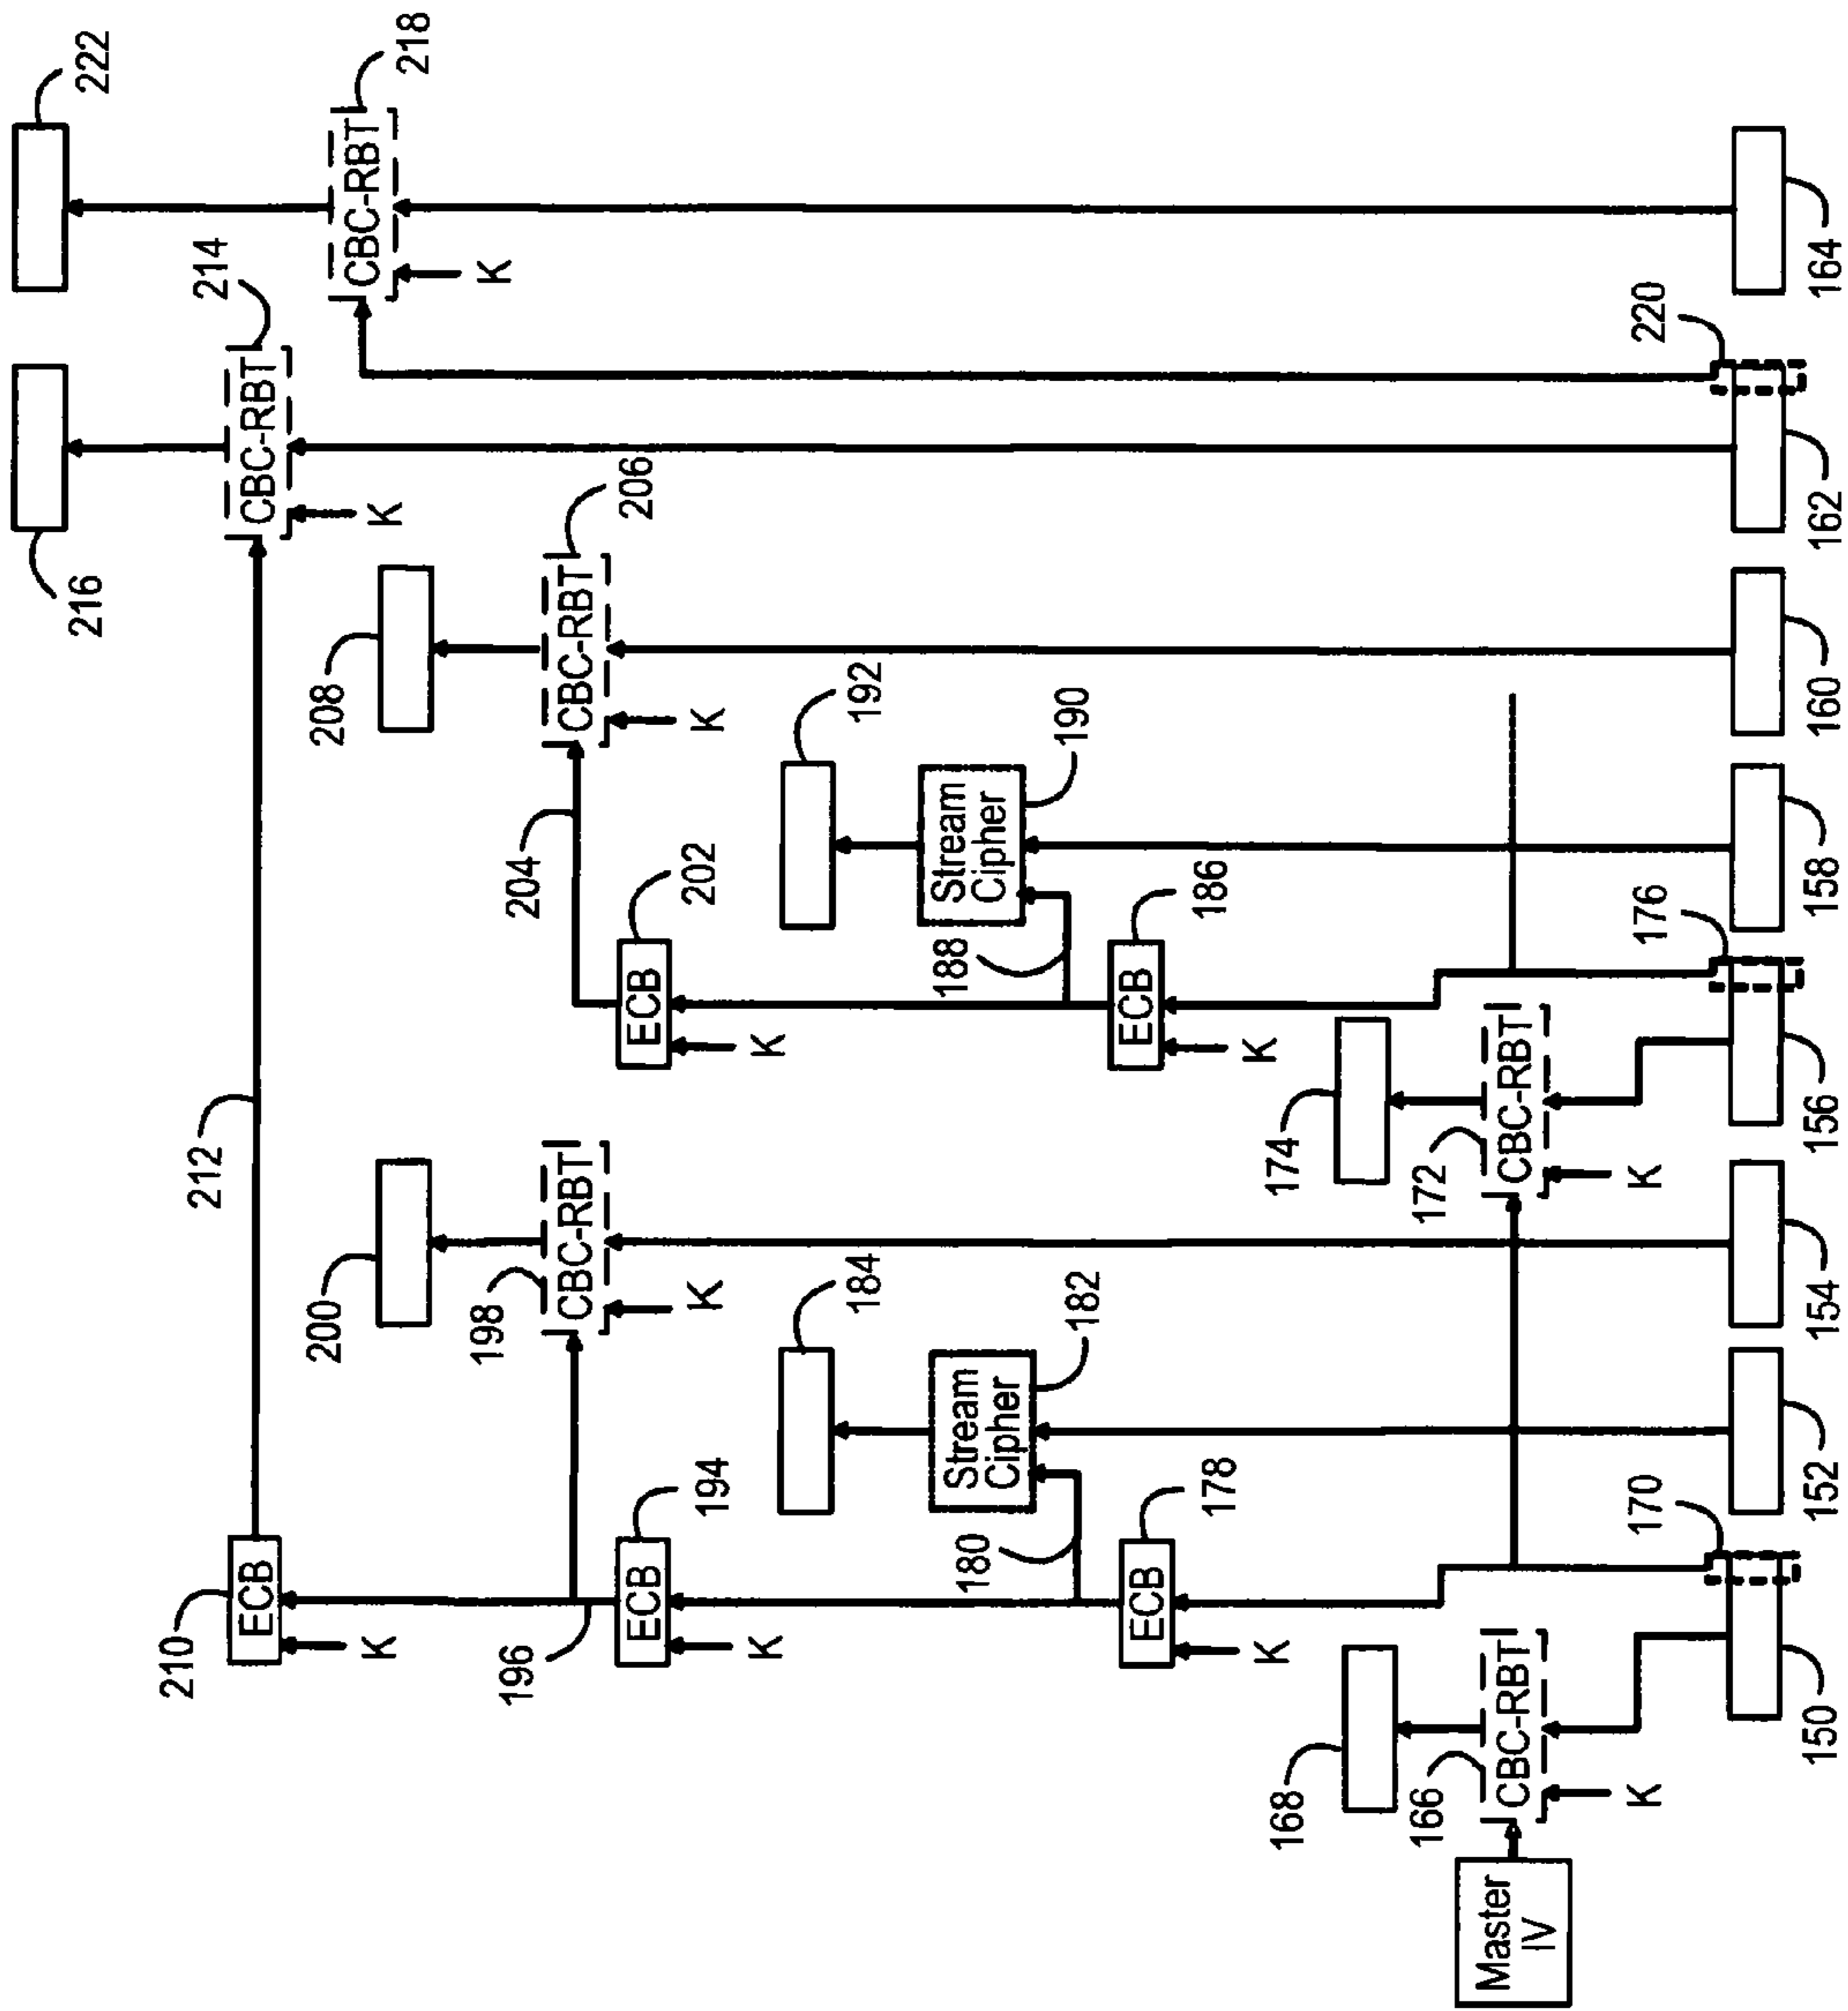 216
222
210
212
214
ECB
CBC-RBT
200
208
CBC-RBT
K
K
218
198
196
204
K
CBC-RBT
CBC-RBT
206
ECB
ECB
194
K
202
K
K
K
184
192
Stream
Cipher
Stream
Cipher
180
188
182
190
ECB
ECB
178
186
K
K
168
174
166
172
Master
IV
CBC-RBT
CBC-RBT
K
K
170
176
220
150
152
154
156
158
160
162
164